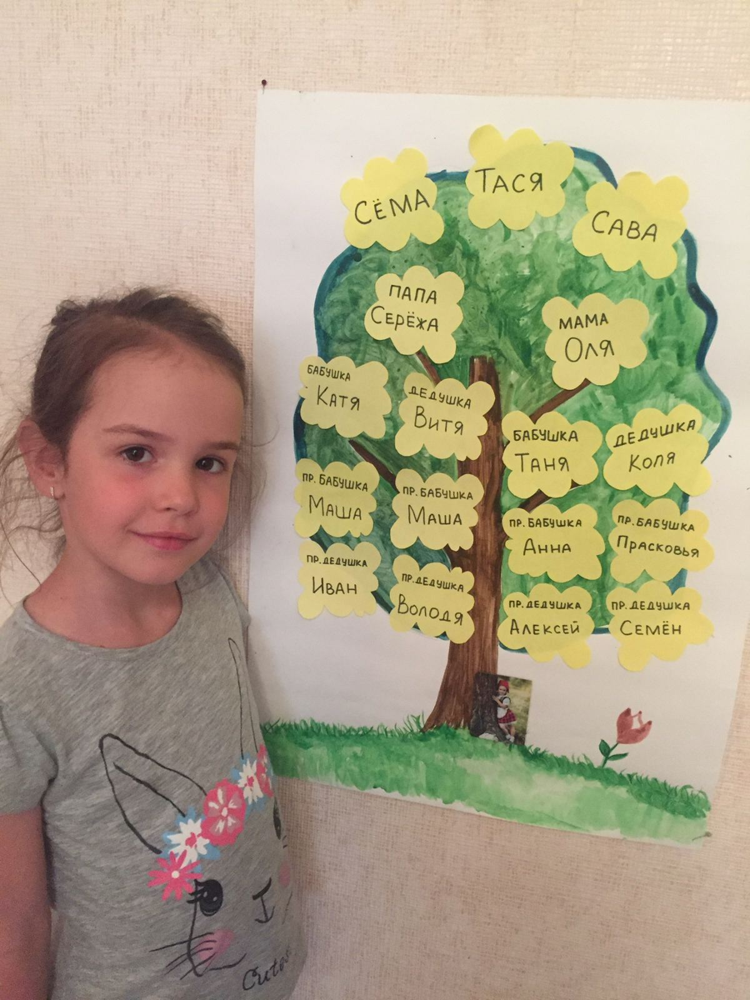 Тася
Сёма
Сава
папа
Серёжа
мама
Оля
бабушка
Катя
дедушка
Витя
бабушка
Таня
дедушка
Коля
пр. бабушка
Маша
пр. бабушка
Маша
пр. бабушка
Анна
пр. бабушка
Прасковья
пр. дедушка
Иван
пр. дедушка
Володя
пр. дедушка
Алексей
пр. дедушка
Семён